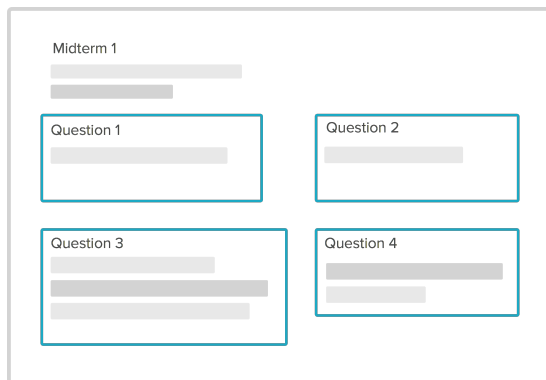 Midterm 1
Question 1
Question 2
Question 3
Question 4